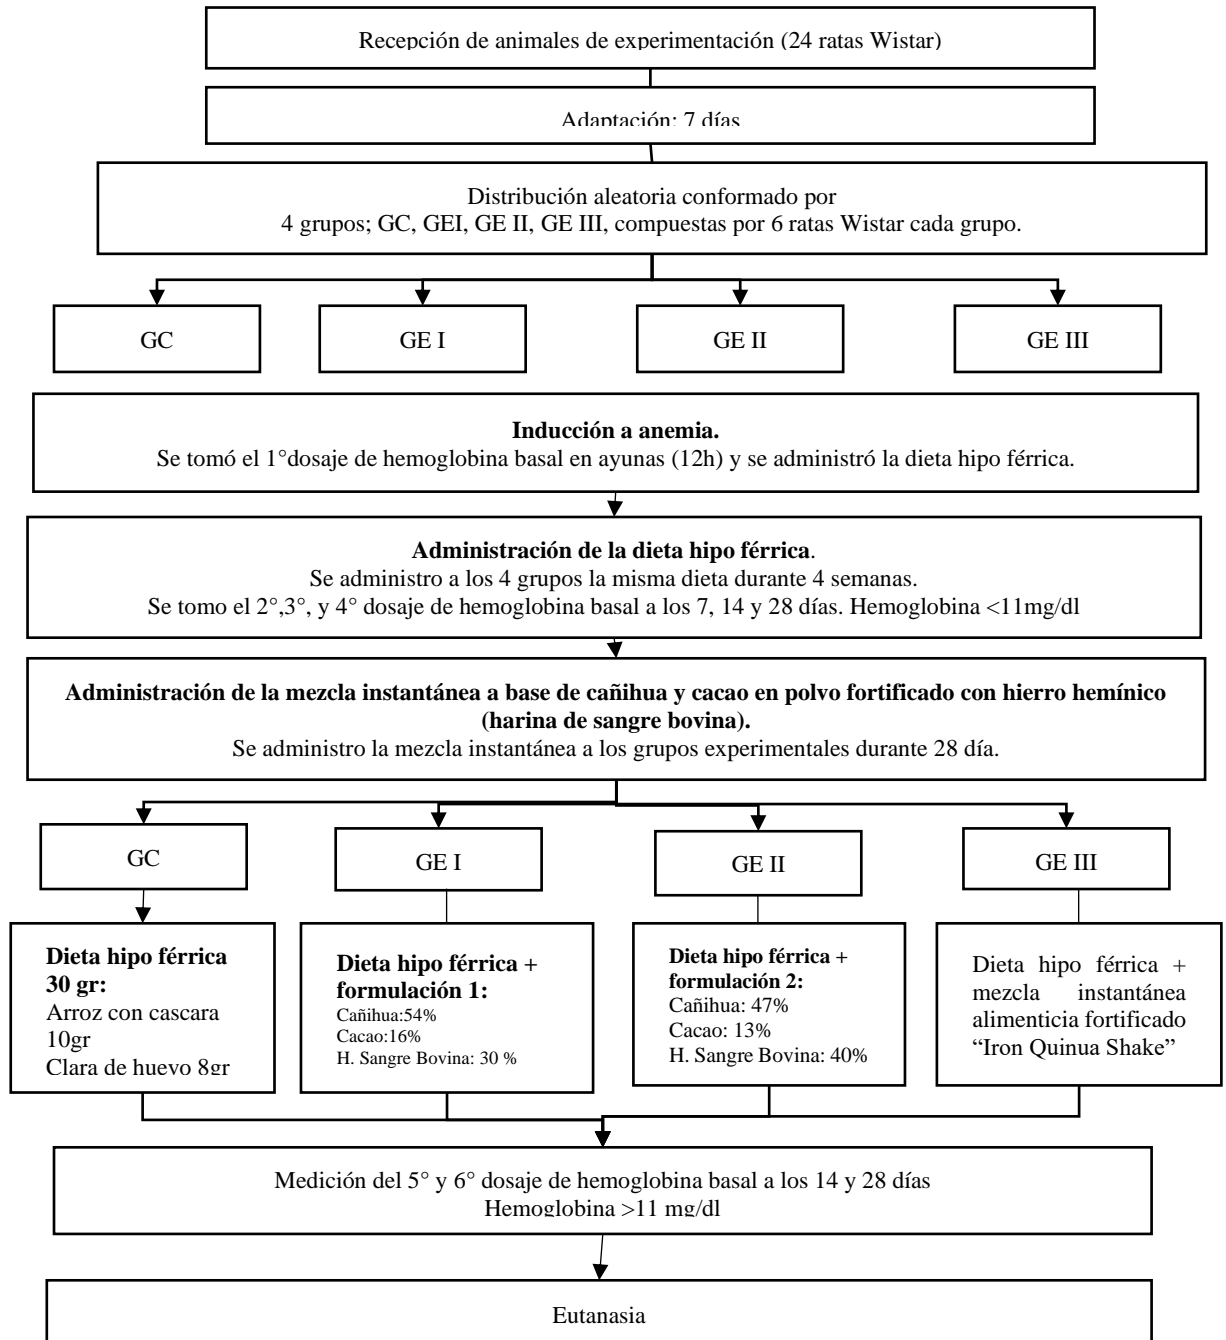 Recepción de animales de experimentación (24 ratas Wistar)
Adaptación: 7 días
Distribución aleatoria conformado por
4 grupos; GC, GEI, GE II, GE III, compuestas por 6 ratas Wistar cada grupo.
GC
GE I
GE II
GE III
Inducción a anemia.
Se tomó el 1°dosaje de hemoglobina basal en ayunas (12h) y se administró la dieta hipo férrica.
Administración de la dieta hipo férrica.
Se administro a los 4 grupos la misma dieta durante 4 semanas.
Se tomo el 2°,3°, y 4° dosaje de hemoglobina basal a los 7, 14 y 28 días. Hemoglobina <11mg/dl
Administración de la mezcla instantánea a base de cañihua y cacao en polvo fortificado con hierro hemínico
(harina de sangre bovina).
Se administro la mezcla instantánea a los grupos experimentales durante 28 día.
GC
GE I
GE II
GE III
Dieta hipo férrica
30 gr:
Arroz con cascara
10gr
Clara de huevo 8gr
Dieta hipo férrica +
formulación 1:
Cañihua:54%
Cacao:16%
H. Sangre Bovina: 30 %
Dieta hipo férrica +
formulación 2:
Cañihua: 47%
Cacao: 13%
H. Sangre Bovina: 40%
Dieta hipo férrica +
mezcla instantánea
alimenticia fortificado
“Iron Quinua Shake”
Medición del 5° y 6° dosaje de hemoglobina basal a los 14 y 28 días
Hemoglobina >11 mg/dl
Eutanasia